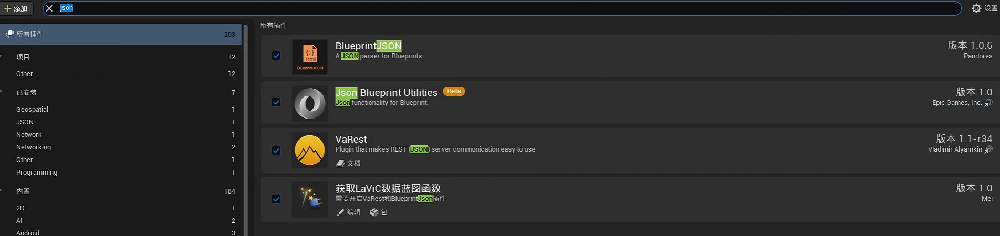 添加
json
设置
所有插件 203
项目 12
Other 12
已安装 7
Geospatial 1
JSON 1
Network 1
Networking 2
Other 1
Programming 1
内置 184
2D 1
AI 2
Android 3
所有插件
BlueprintJSON
A JSON parser for Blueprints
版本 1.0.6
Pandores
{;}
JSON
BlueprintJSON
Json Blueprint Utilities Beta
Json functionality for Blueprint.
版本 1.0
Epic Games, Inc.
VaRest
Plugin that makes REST (JSON) server communication easy to use
文档
版本 1.1-r34
Vladimir Alyamkin
获取LaViC数据蓝图函数
需要开启VaRest和BlueprintJson插件
编辑 包
版本 1.0
Mei